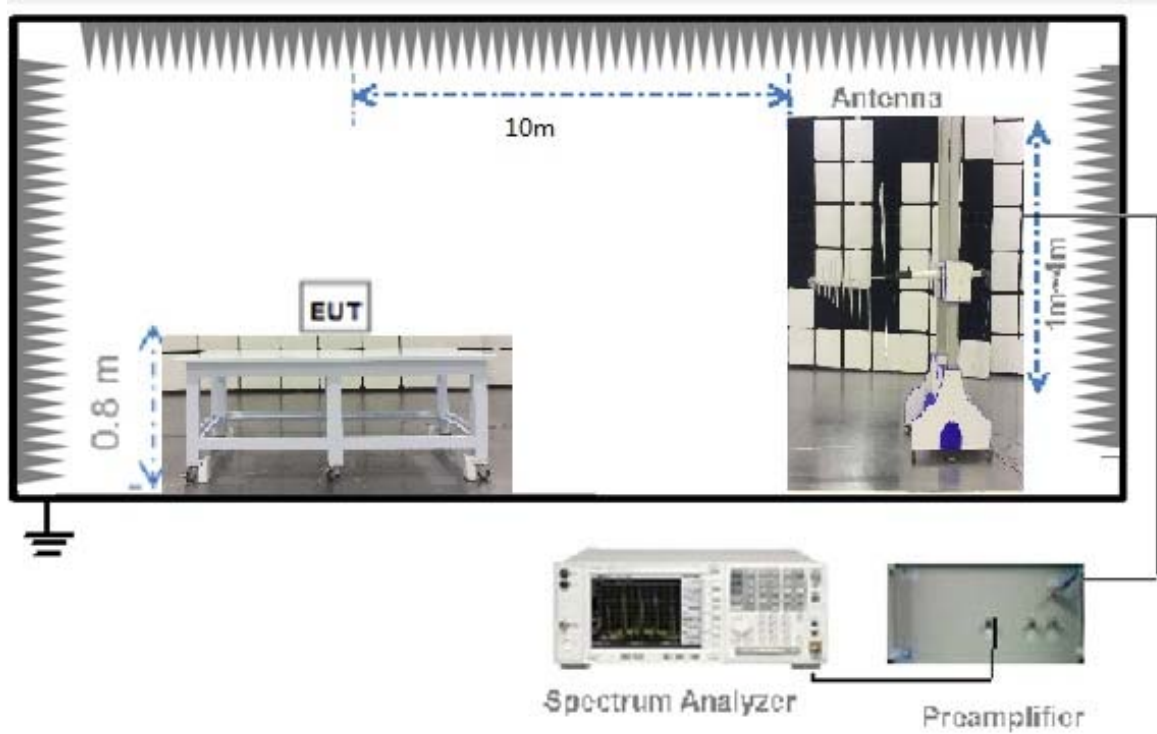 Antenna
10m
EUT
0.8 m
1m~4m
Spectrum Analyzer
Preamplifier